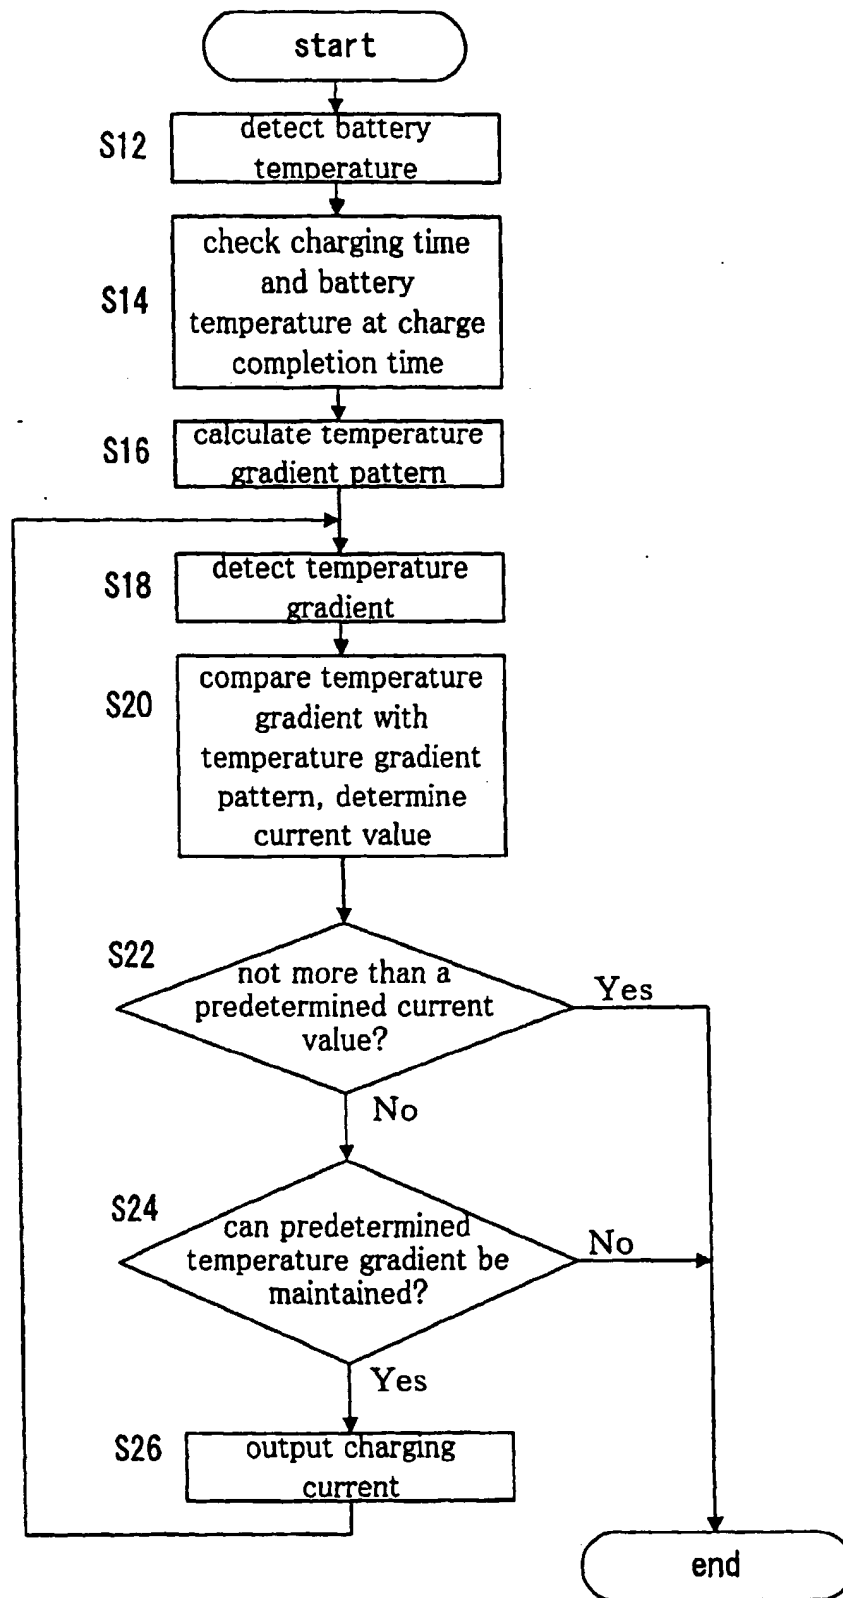 start
S12
detect battery
temperature
S14
check charging time
and battery
temperature at charge
completion time
S16
calculate temperature
gradient pattern
S18
detect temperature
gradient
S20
compare temperature
gradient with
temperature gradient
pattern, determine
current value
S22
not more than a
predetermined current
value?
Yes
No
S24
can predetermined
temperature gradient be
maintained?
No
Yes
S26
output charging
current
end